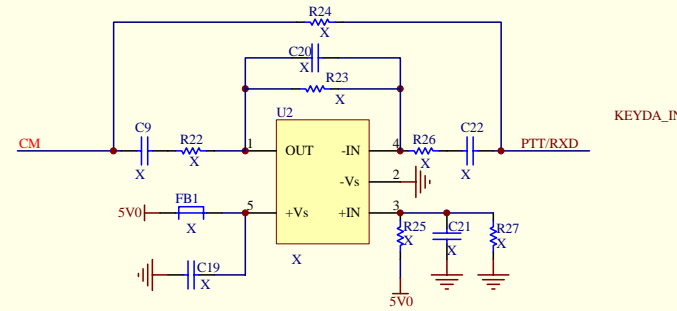 R24
X
C20
X
R23
X
U2
KEYDA_IN
CM
C9
X
R22
X
1
OUT
-IN
4
R26
X
C22
X
PTT/RXD
-Vs
2
5V0
FB1
X
5
+Vs
+IN
3
R25
X
C21
X
R27
X
C19
X
X
5V0